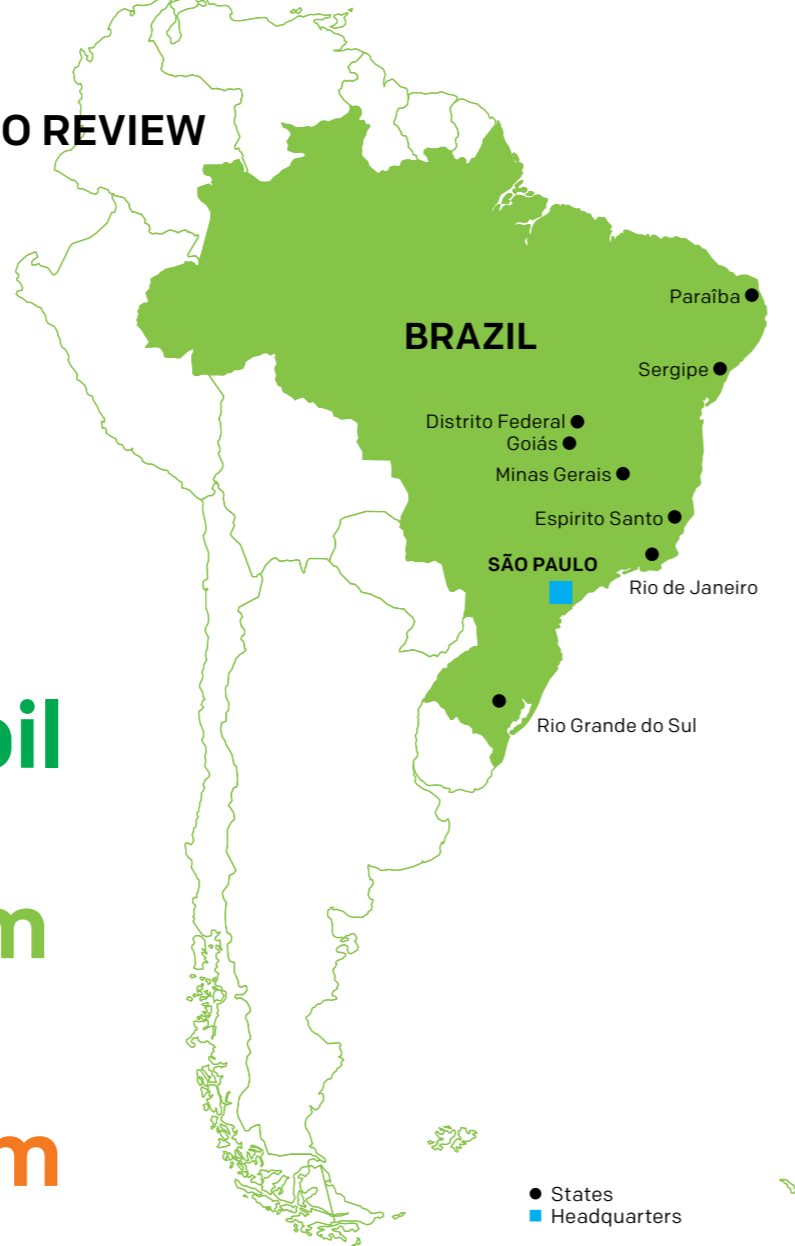 O REVIEW
Paraîba
BRAZIL
Sergipe
Distrito Federal
Goiás
Minas Gerais
Espirito Santo
SÃO PAULO
Rio de Janeiro
Rio Grande do Sul
oil
m
m
States
Headquarters